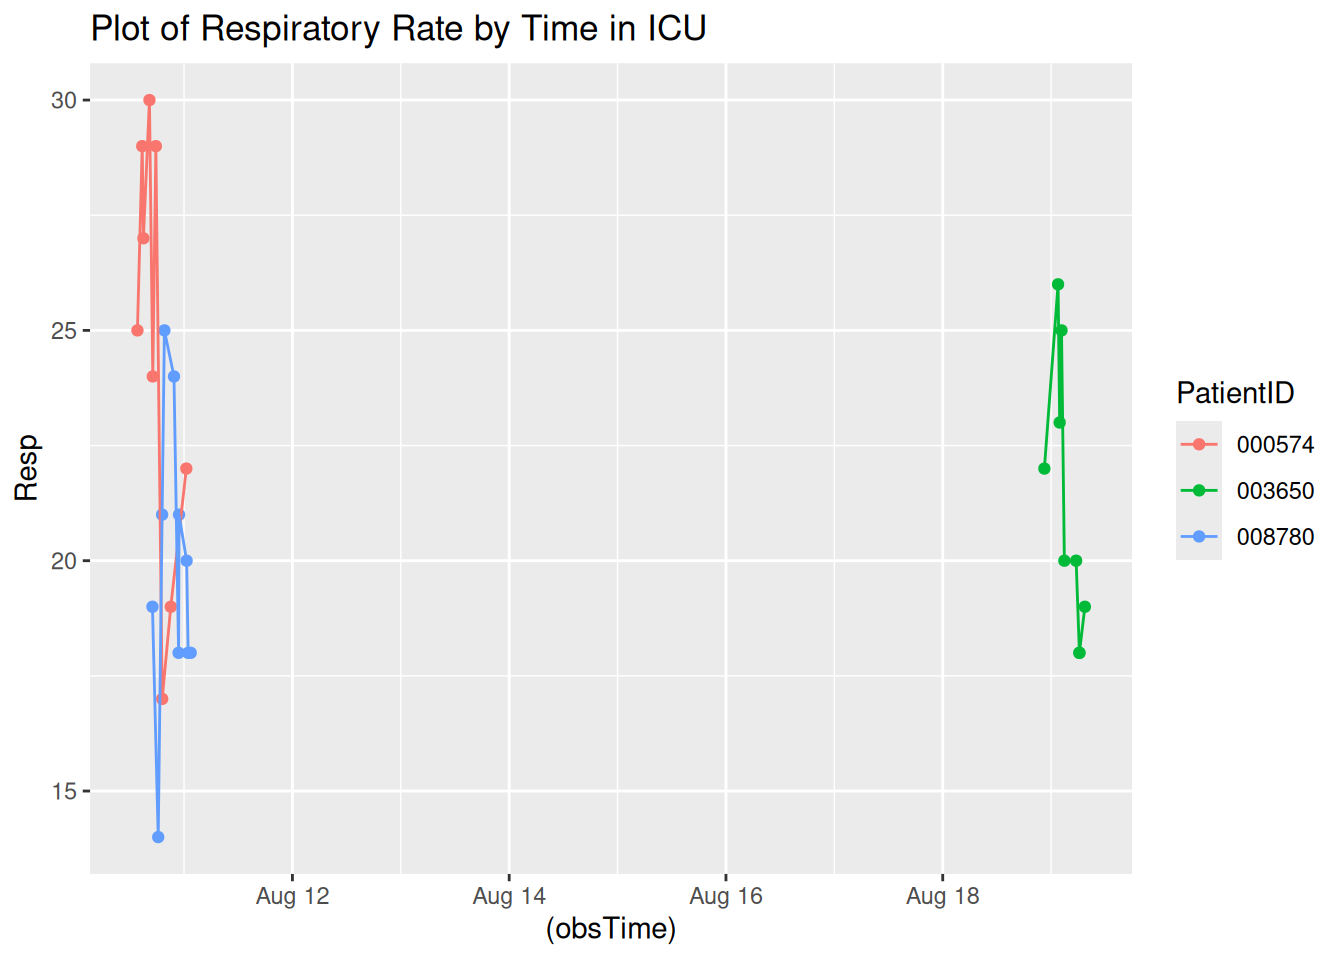 Plot of Respiratory Rate by Time in ICU
30
25
20
15
Resp
Aug 12
Aug 14
Aug 16
Aug 18
(obsTime)
PatientID
000574
003650
008780